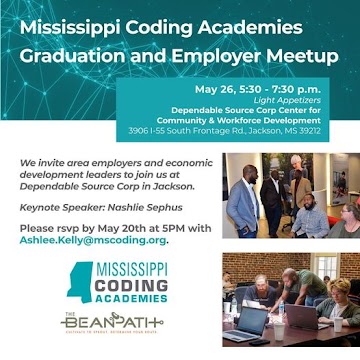 Mississippi Coding Academies
Graduation and Employer Meetup
May 26, 5:30 - 7:30 p.m.
Light Appetizers
Dependable Source Corp Center for
Community & Workforce Development
3906 I-55 South Frontage Rd., Jackson, MS 39212
We invite area employers and economic
development leaders to join us at
Dependable Source Corp in Jackson.
Keynote Speaker: Nashlie Sephus
Please rsvp by May 20th at 5PM with
Ashlee.Kelly@mscoding.org.
MISSISSIPPI
CODING
ACADEMIES
THE
BEANPATH